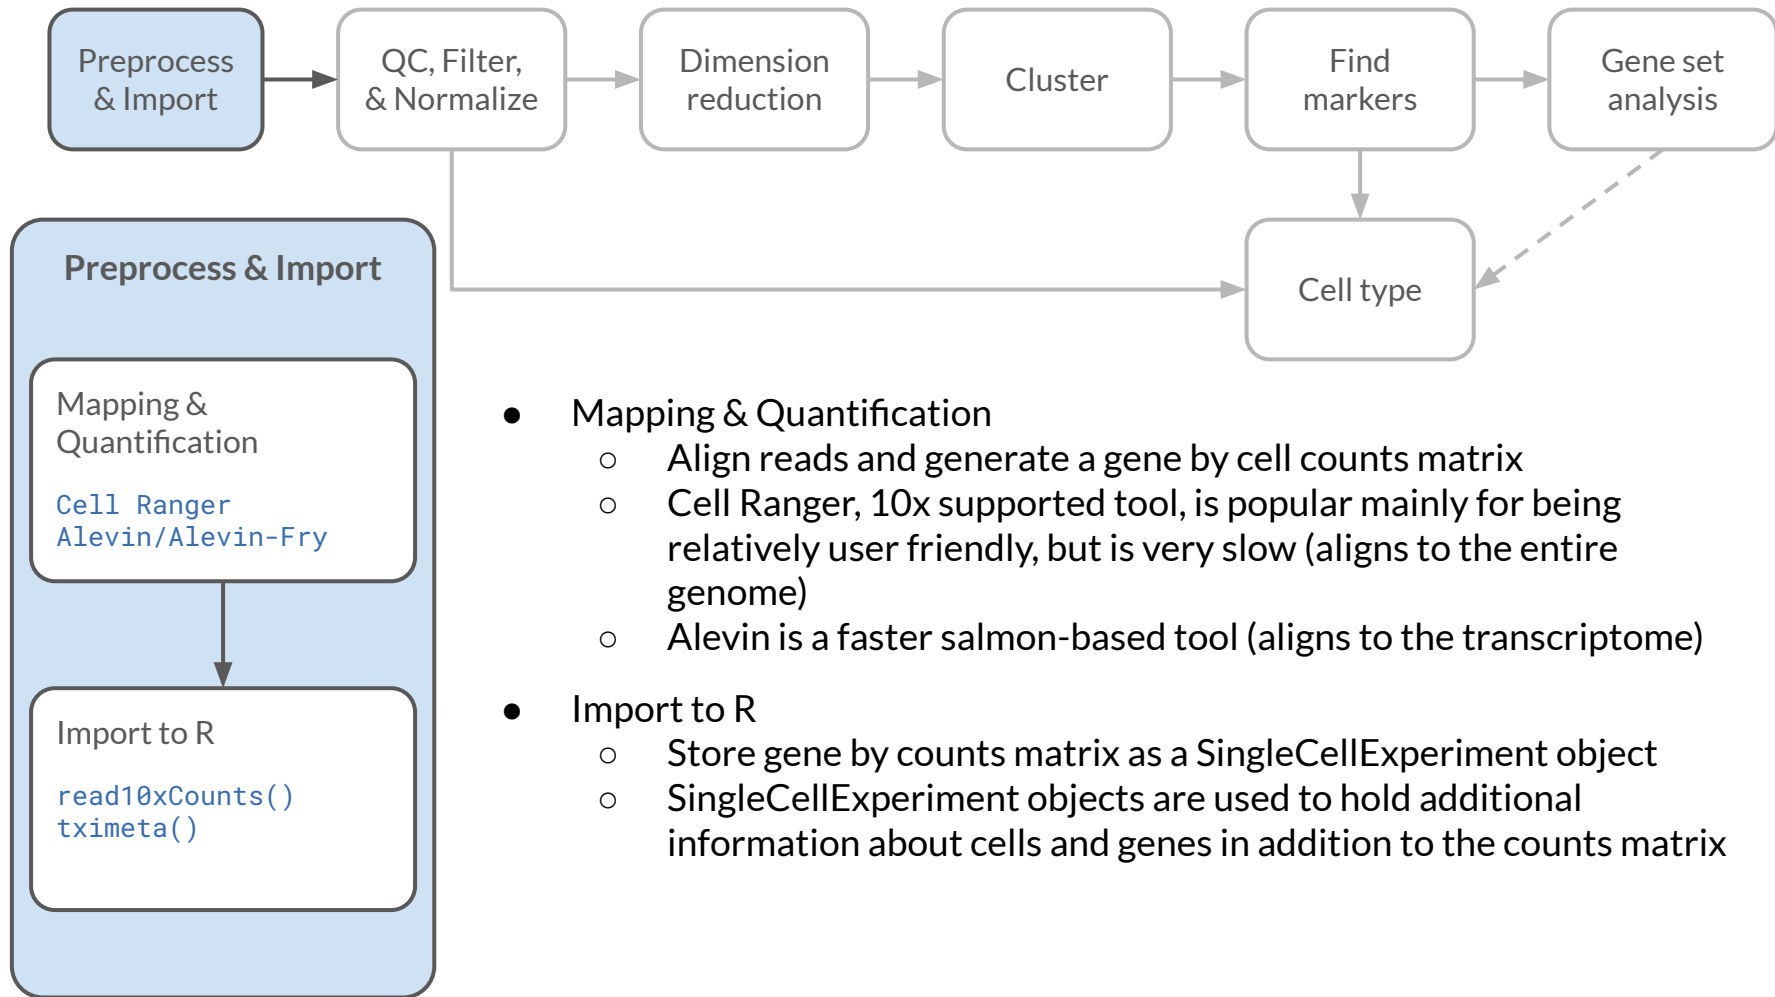 Preprocess
& Import
QC, Filter,
& Normalize
Dimension
reduction
Cluster
Find
markers
Gene set
analysis
Cell type
Preprocess & Import
Mapping &
Quantification
Cell Ranger
Alevin/Alevin-Fry
Import to R
read10xCounts()
tximeta()
● Mapping & Quantification
○ Align reads and generate a gene by cell counts matrix
○ Cell Ranger, 10x supported tool, is popular mainly for being
relatively user friendly, but is very slow (aligns to the entire
genome)
○ Alevin is a faster salmon-based tool (aligns to the transcriptome)
● Import to R
○ Store gene by counts matrix as a SingleCellExperiment object
○ SingleCellExperiment objects are used to hold additional
information about cells and genes in addition to the counts matrix